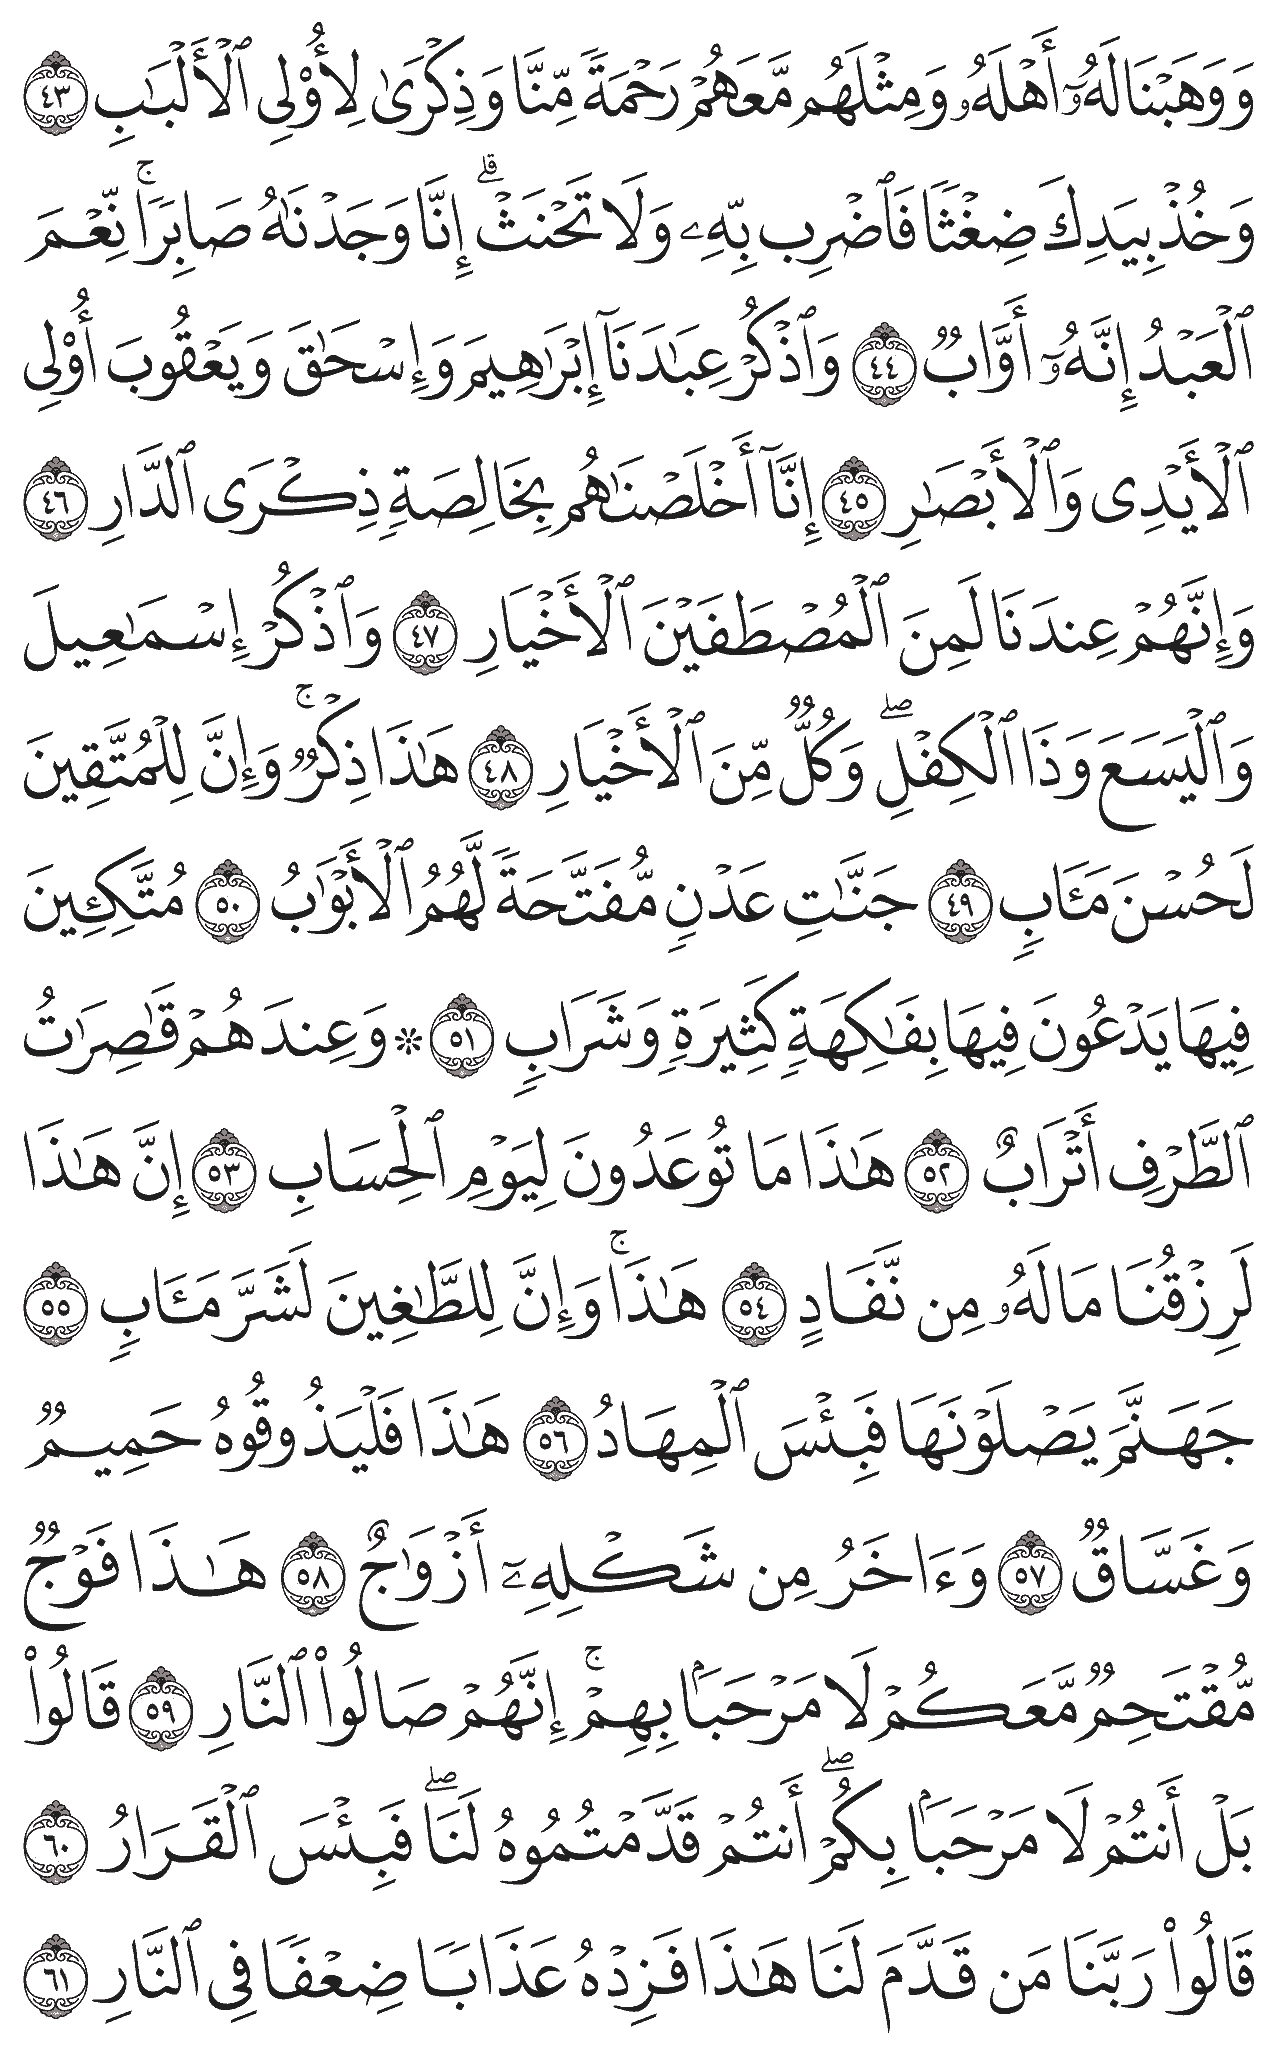 وَوَهَبْنَا لَهُۥٓ أَهْلَهُۥ وَمِثْلَهُم مَّعَهُمْ رَحْمَةً مِّنَّا وَذِكْرَىٰ لِأُو۟لِى ٱلْأَلْبَٰبِ ٤٣
وَخُذْ بِيَدِكَ ضِغْثًا فَٱضْرِب بِّهِۦ وَلَا تَحْنَثْ ۗ إِنَّا وَجَدْنَٰهُ صَابِرًا ۚ نِّعْمَ
ٱلْعَبْدُ إِنَّهُۥٓ أَوَّابٌ ٤٤ وَٱذْكُرْ عِبَٰدَنَآ إِبْرَٰهِيمَ وَإِسْحَٰقَ وَيَعْقُوبَ أُو۟لِى
ٱلْأَيْدِى وَٱلْأَبْصَٰرِ ٤٥ إِنَّآ أَخْلَصْنَٰهُم بِخَالِصَةٍ ذِكْرَى ٱلدَّارِ ٤٦
وَإِنَّهُمْ عِندَنَا لَمِنَ ٱلْمُصْطَفَيْنَ ٱلْأَخْيَارِ ٤٧ وَٱذْكُرْ إِسْمَٰعِيلَ
وَٱلْيَسَعَ وَذَا ٱلْكِفْلِ ۖ وَكُلٌّ مِّنَ ٱلْأَخْيَارِ ٤٨ هَٰذَا ذِكْرٌ ۚ وَإِنَّ لِلْمُتَّقِينَ
لَحُسْنَ مَـَٔابٍ ٤٩ جَنَّٰتِ عَدْنٍ مُّفَتَّحَةً لَّهُمُ ٱلْأَبْوَٰبُ ٥٠ مُتَّكِـِٔينَ
فِيهَا يَدْعُونَ فِيهَا بِفَٰكِهَةٍ كَثِيرَةٍ وَشَرَابٍ ٥١ ۞ وَعِندَهُمْ قَٰصِرَٰتُ
ٱلطَّرْفِ أَتْرَابٌ ٥٢ هَٰذَا مَا تُوعَدُونَ لِيَوْمِ ٱلْحِسَابِ ٥٣ إِنَّ هَٰذَا
لَرِزْقُنَا مَا لَهُۥ مِن نَّفَادٍ ٥٤ هَٰذَا ۚ وَإِنَّ لِلطَّٰغِينَ لَشَرَّ مَـَٔابٍ ٥٥
جَهَنَّمَ يَصْلَوْنَهَا فَبِئْسَ ٱلْمِهَادُ ٥٦ هَٰذَا فَلْيَذُوقُوهُ حَمِيمٌ
وَغَسَّاقٌ ٥٧ وَءَاخَرُ مِن شَكْلِهِۦٓ أَزْوَٰجٌ ٥٨ هَٰذَا فَوْجٌ
مُّقْتَحِمٌ مَّعَكُمْ لَا مَرْحَبًۢا بِهِمْ ۚ إِنَّهُمْ صَالُوا۟ ٱلنَّارِ ٥٩ قَالُوا۟
بَلْ أَنتُمْ لَا مَرْحَبًۢا بِكُمْ ۖ أَنتُمْ قَدَّمْتُمُوهُ لَنَا ۖ فَبِئْسَ ٱلْقَرَارُ ٦٠
قَالُوا۟ رَبَّنَا مَن قَدَّمَ لَنَا هَٰذَا فَزِدْهُ عَذَابًا ضِعْفًا فِى ٱلنَّارِ ٦١